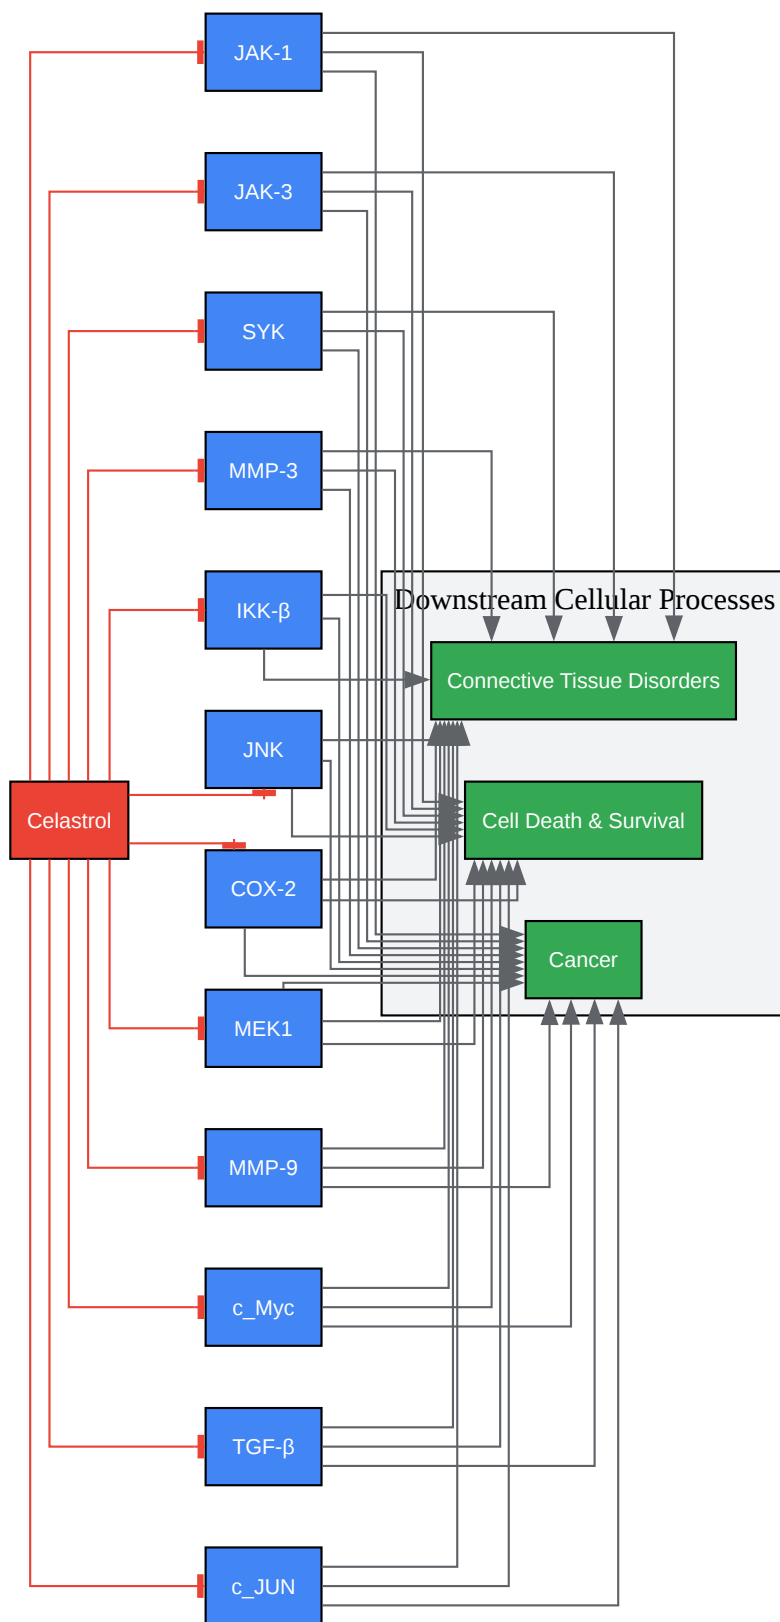 JAK-1
JAK-3
SYK
MMP-3
IKK-β
Downstream Cellular Processes
Connective Tissue Disorders
JNK
Celastrol
Cell Death & Survival
COX-2
Cancer
MEK1
MMP-9
c_Myc
TGF-β
c_JUN